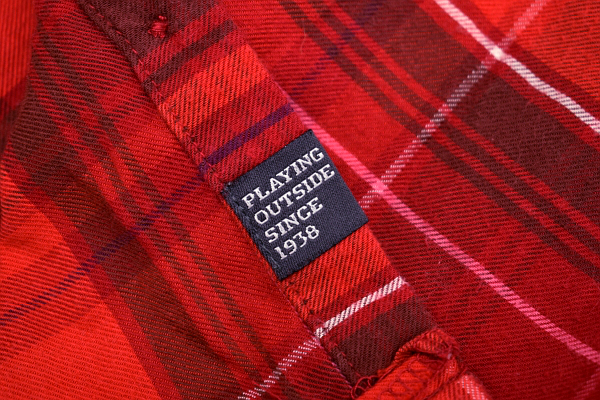 PLAYING
OUTSIDE
SINCE
1938